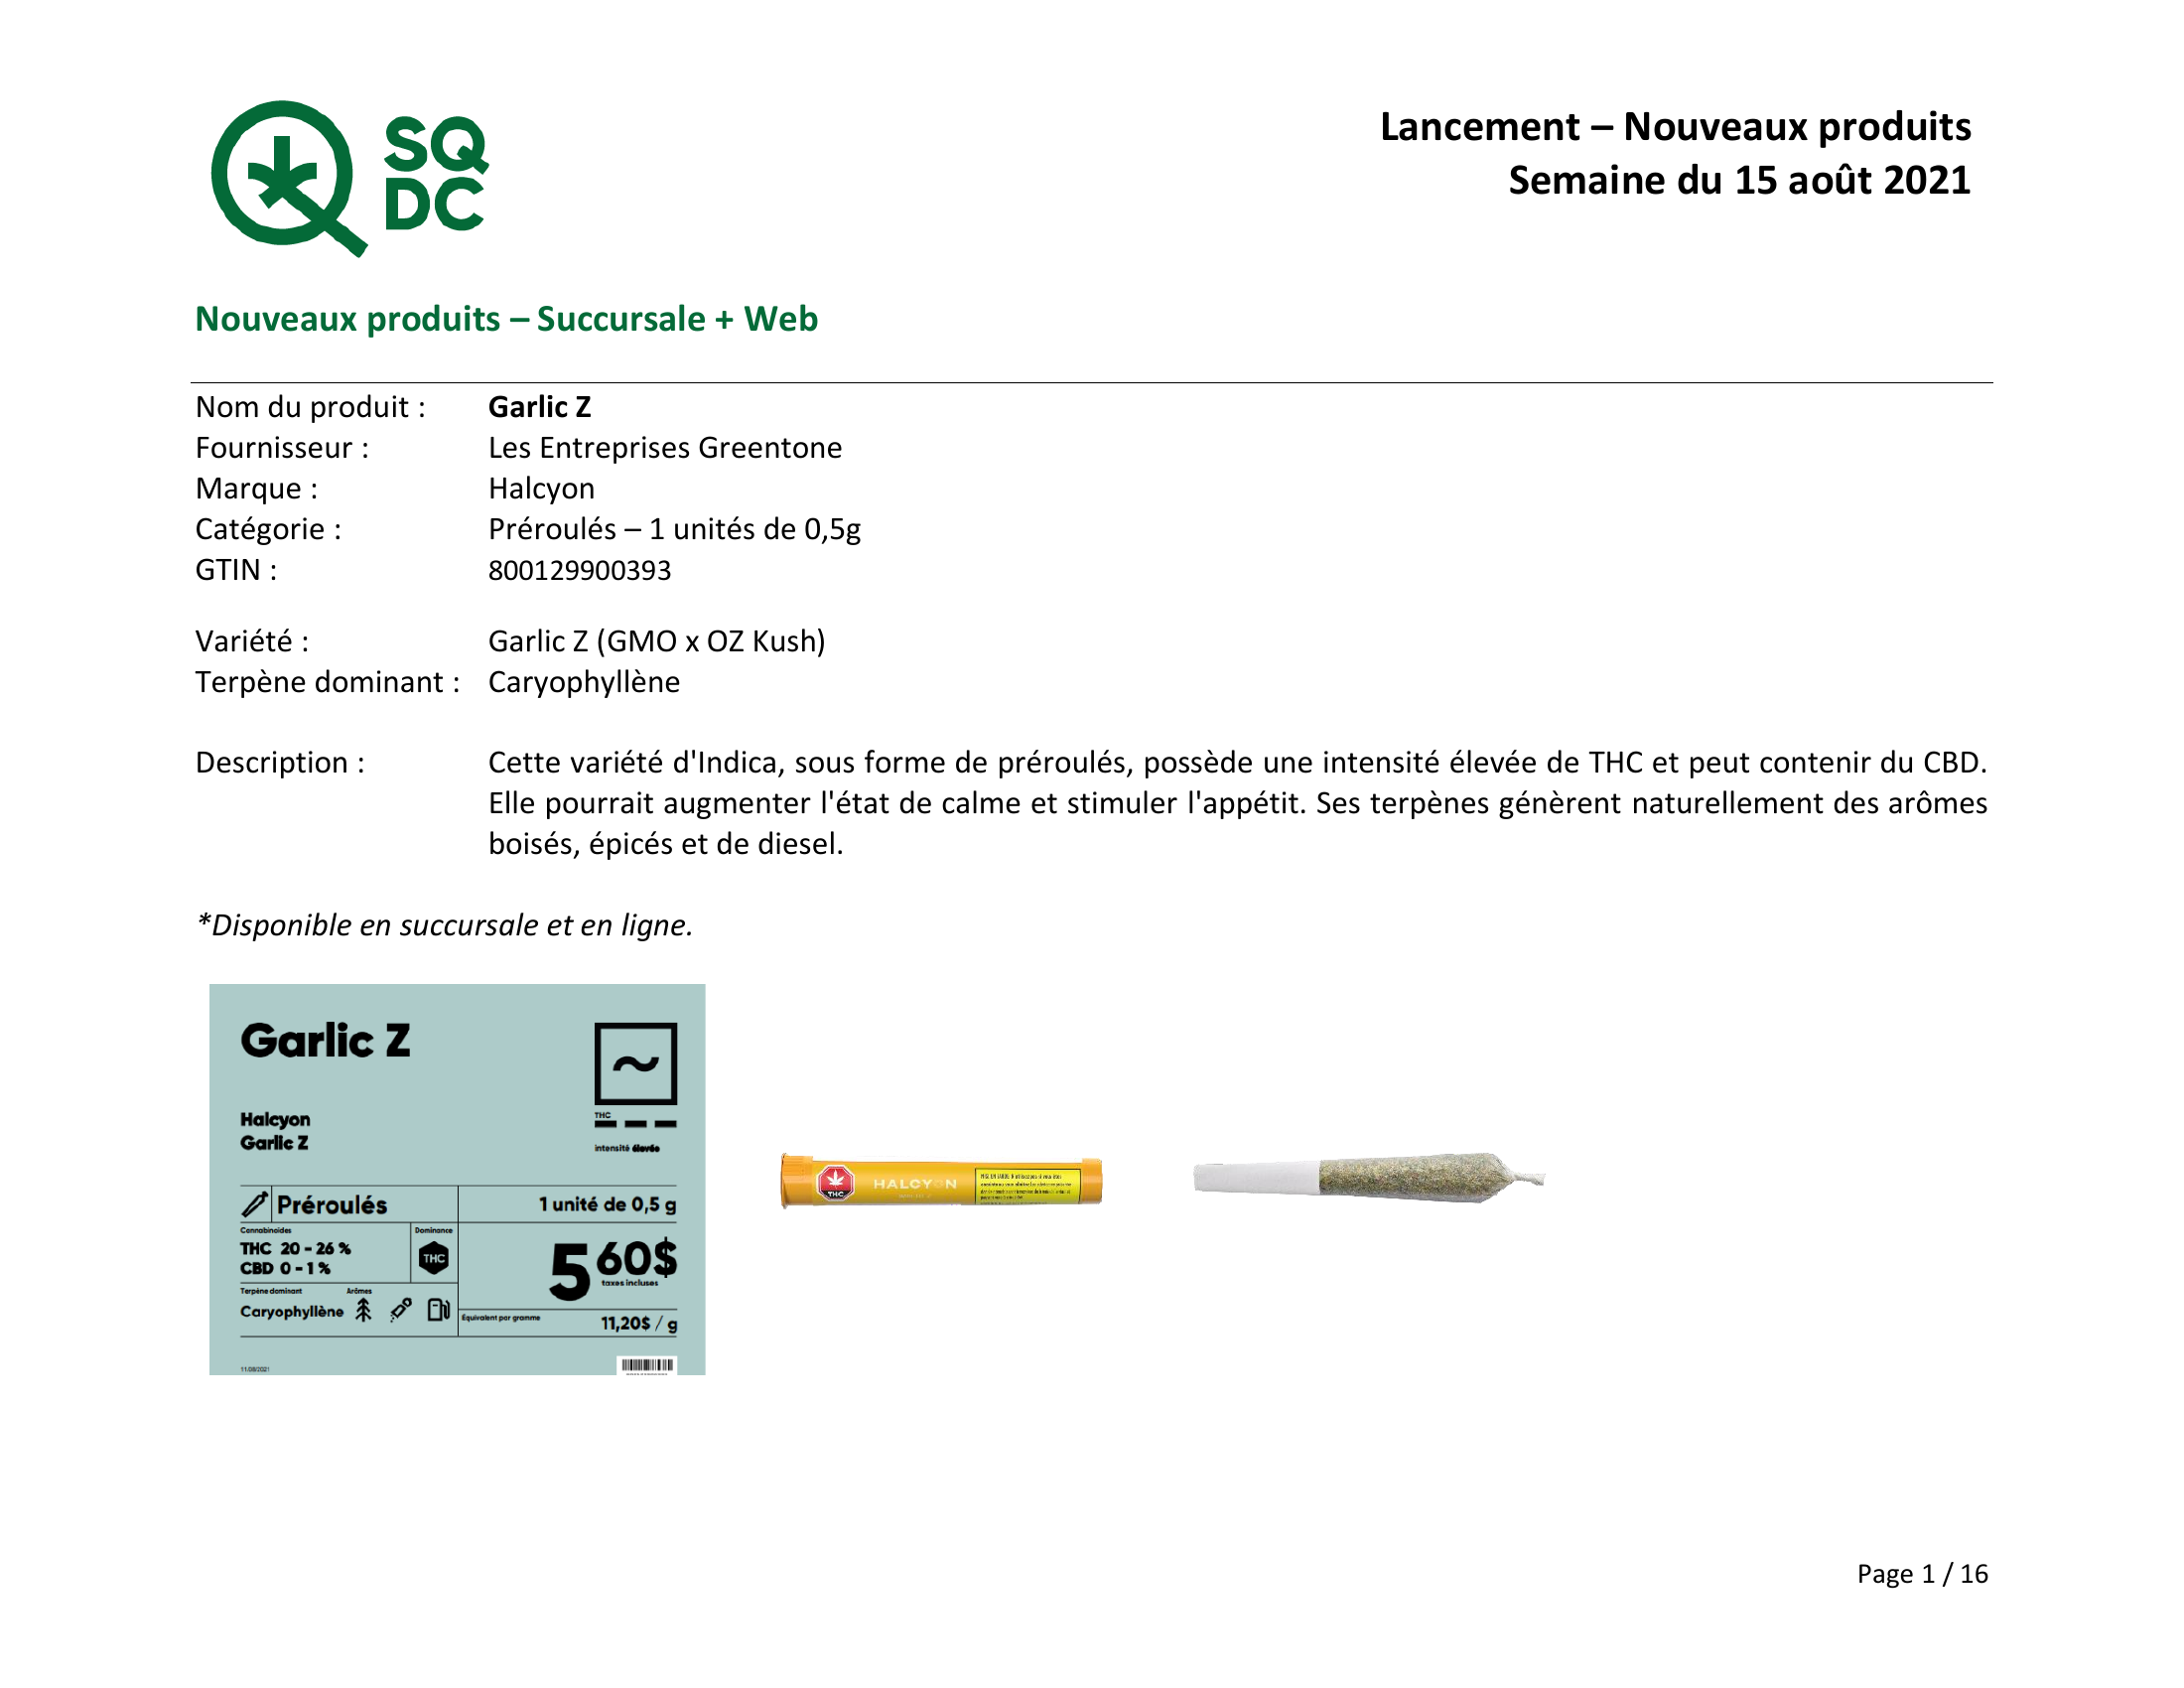 SQ
DC
Lancement – Nouveaux produits
Semaine du 15 août 2021
Nouveaux produits – Succursale + Web
Nom du produit : Garlic Z
Fournisseur : Les Entreprises Greentone
Marque : Halcyon
Catégorie : Préroulés – 1 unités de 0,5g
GTIN : 800129900393
Variété : Garlic Z (GMO x OZ Kush)
Terpène dominant : Caryophyllène
Description : Cette variété d'Indica, sous forme de préroulés, possède une intensité élevée de THC et peut contenir du CBD.
Elle pourrait augmenter l'état de calme et stimuler l'appétit. Ses terpènes génèrent naturellement des arômes
boisés, épicés et de diesel.
*Disponible en succursale et en ligne.
Garlic Z
Halcyon
Garlic Z
THC
intensité élevée
Préroulés
1 unité de 0,5 g
Cannabinoïdes
THC 20 - 26 %
CBD 0 - 1 %
Dominance
THC
5 60$
taxes incluses
Terpène dominant
Arômes
Caryophyllène
Équivalent par gramme
11,20$ / g
11/08/2021
THC
HALCYON
Page 1 / 16